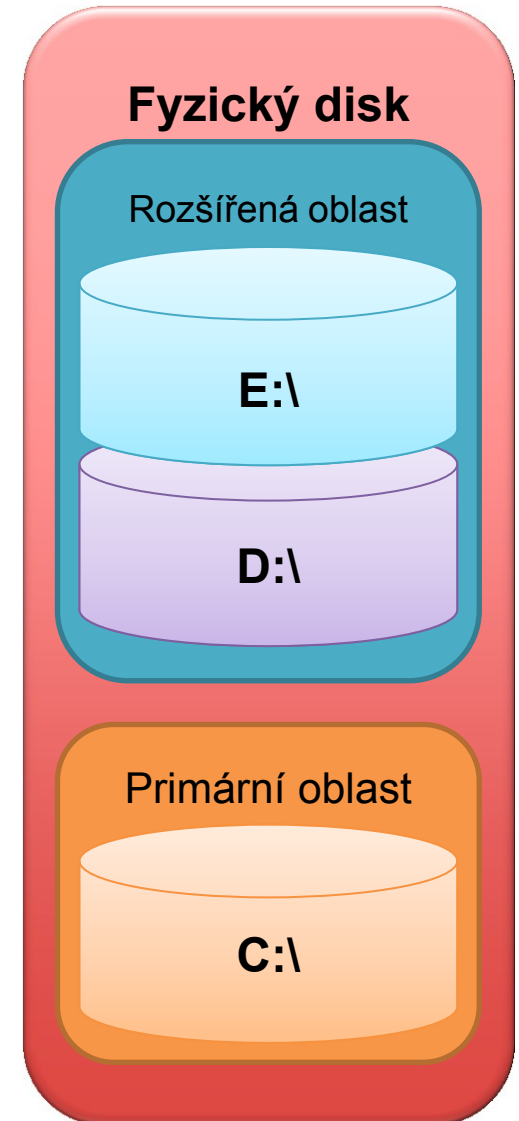 Fyzický disk
Rozšířená oblast
E:\
D:\
Primární oblast
C:\